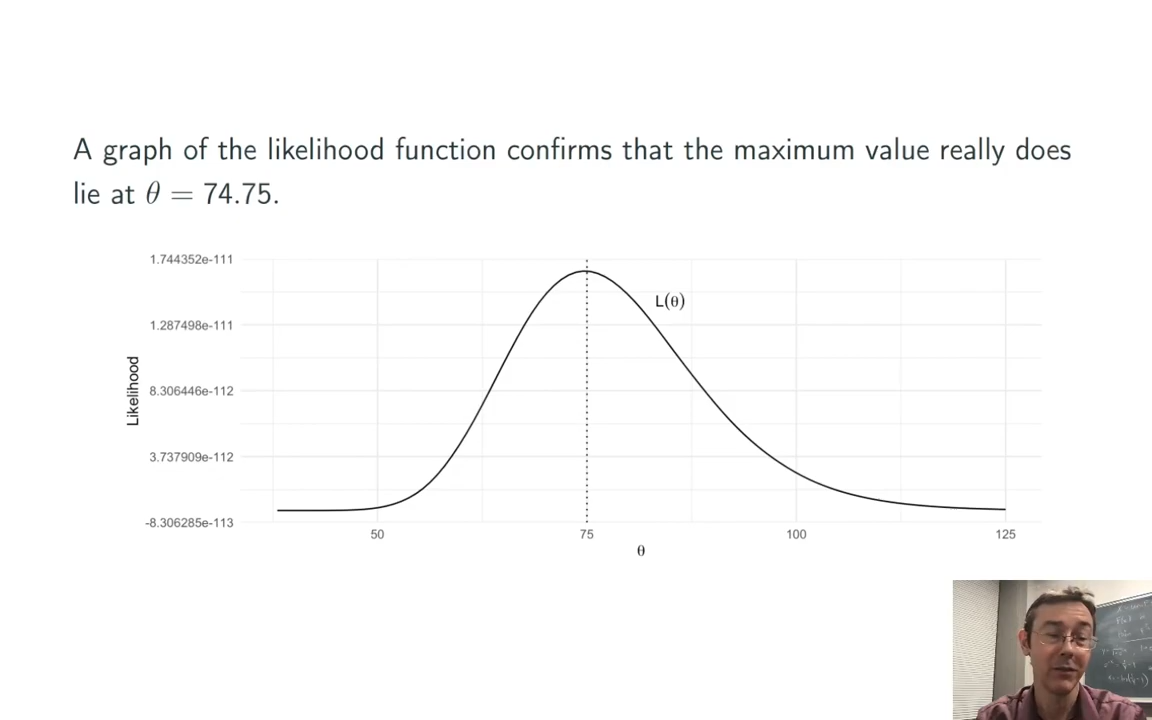 A graph of the likelihood function confirms that the maximum value really does
lie at θ = 74.75.
1.744352e-111
1.287498e-111
8.306446e-112
3.737909e-112
-8.306285e-113
Likelihood
L(θ)
50
75
100
125
θ